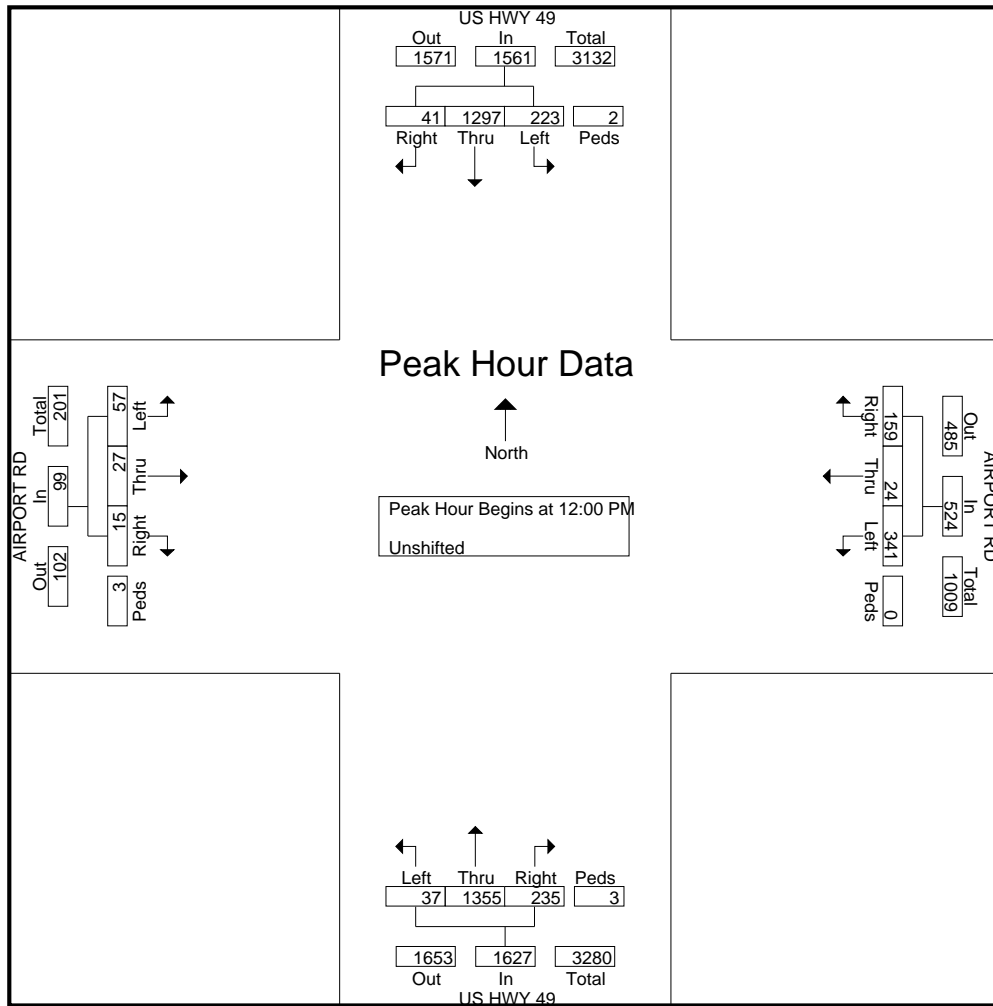 US HWY 49
Out In Total
1571 1561 3132
41 1297 223 2
Right Thru Left Peds
Peak Hour Data
North
Peak Hour Begins at 12:00 PM
Unshifted
AIRPORT RD
Total In Out
201 99 102
57 27 15 3
Left Thru Right Peds
Right Thru Left Peds
159 24 341 0
Out In Total
485 524 1009
AIRPORT RD
Left Thru Right Peds
37 1355 235 3
1653 1627 3280
Out In Total
US HWY 49